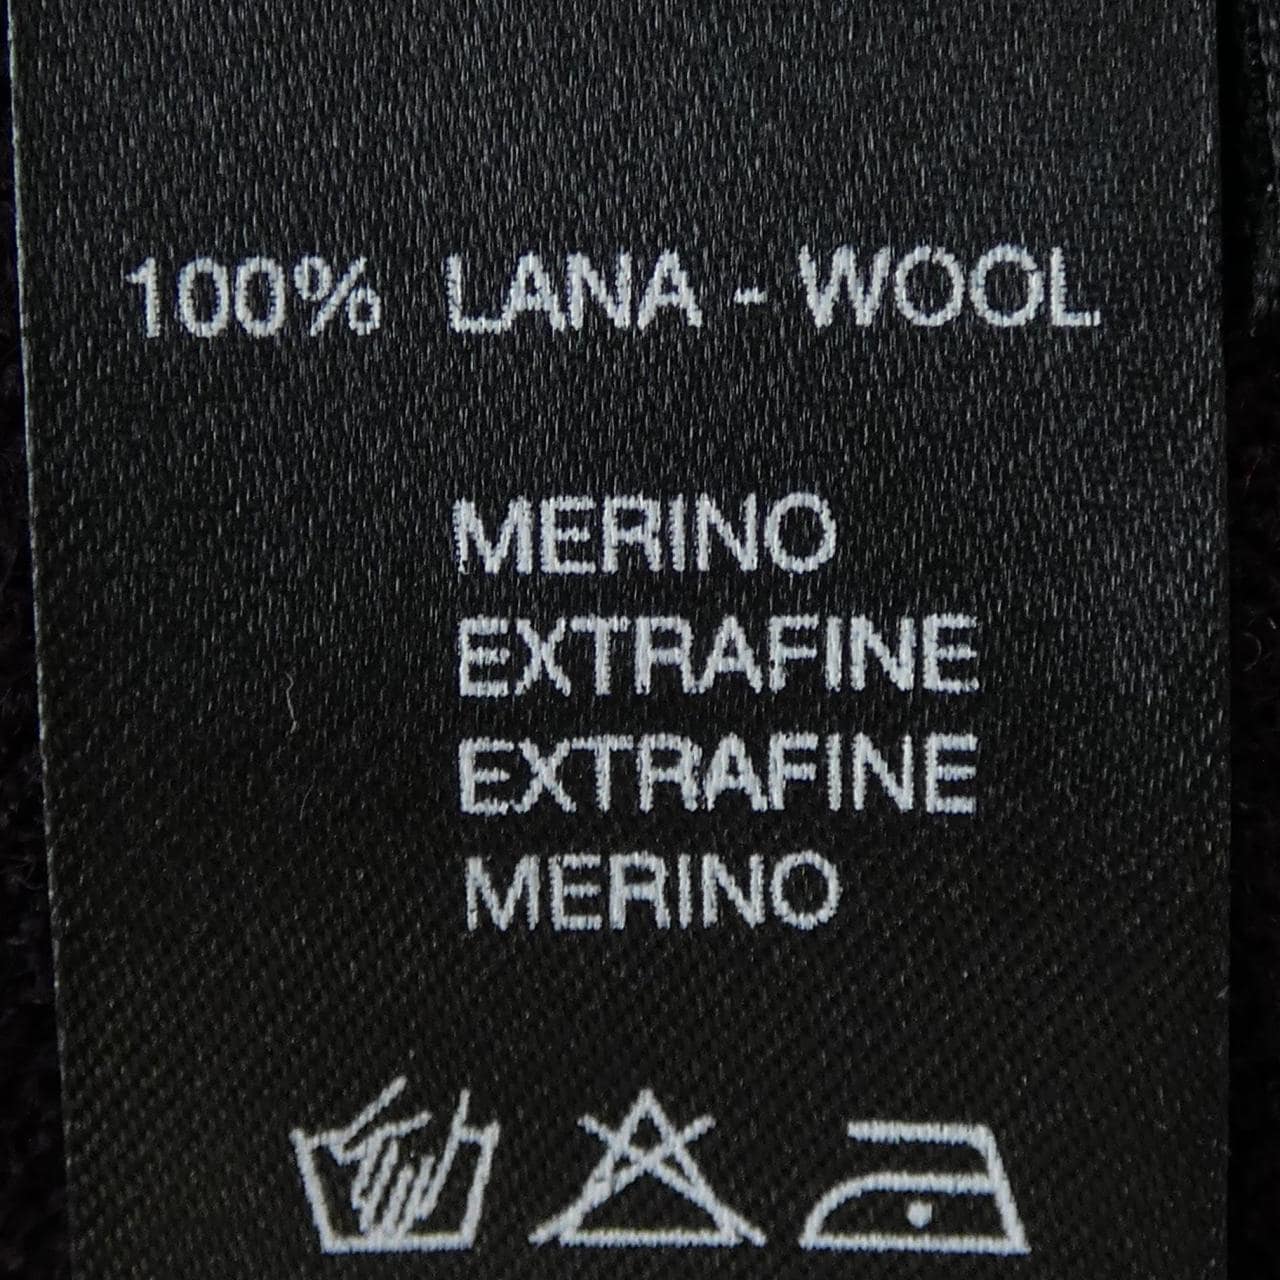 100% LANA - WOOL
MERINO
EXTRAFINE
EXTRAFINE
MERINO